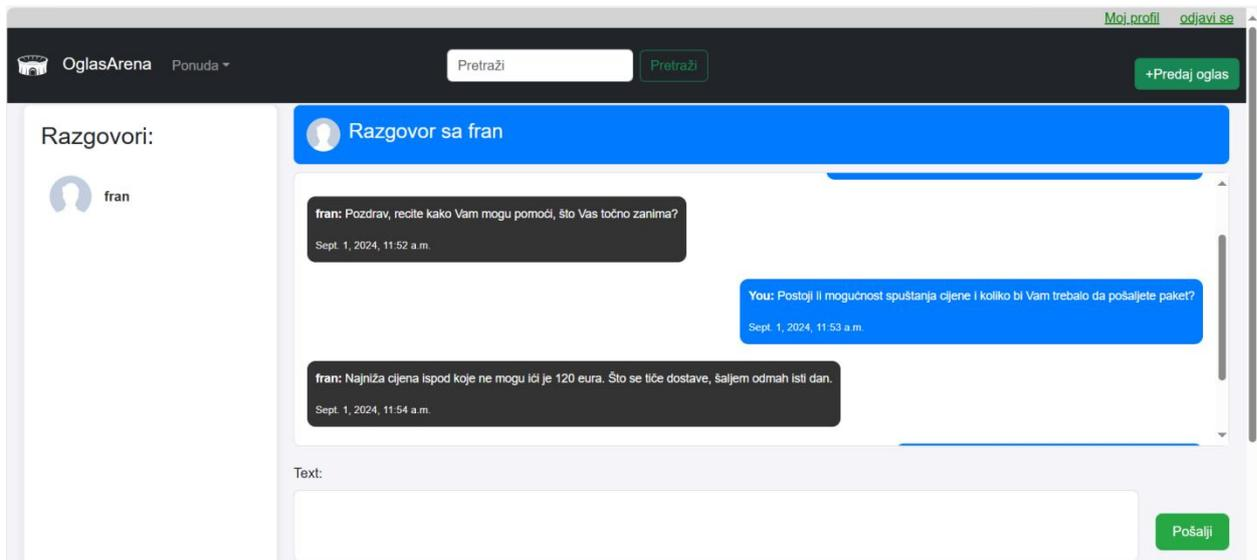 Moj profil odjavi se
OglasArena Ponuda Pretraži Pretraži +Predaj oglas
Razgovori:
fran
Razgovor sa fran
fran: Pozdrav, recite kako Vam mogu pomoći, što Vas točno zanima?
Sept. 1, 2024, 11:52 a.m.
You: Postoji li mogućnost spuštanja cijene i koliko bi Vam trebalo da pošaljete paket?
Sept. 1, 2024, 11:53 a.m.
fran: Najniža cijena ispod koje ne mogu ići je 120 eura. Što se tiče dostave, šaljem odmah isti dan.
Sept. 1, 2024, 11:54 a.m.
Text:
Pošalji